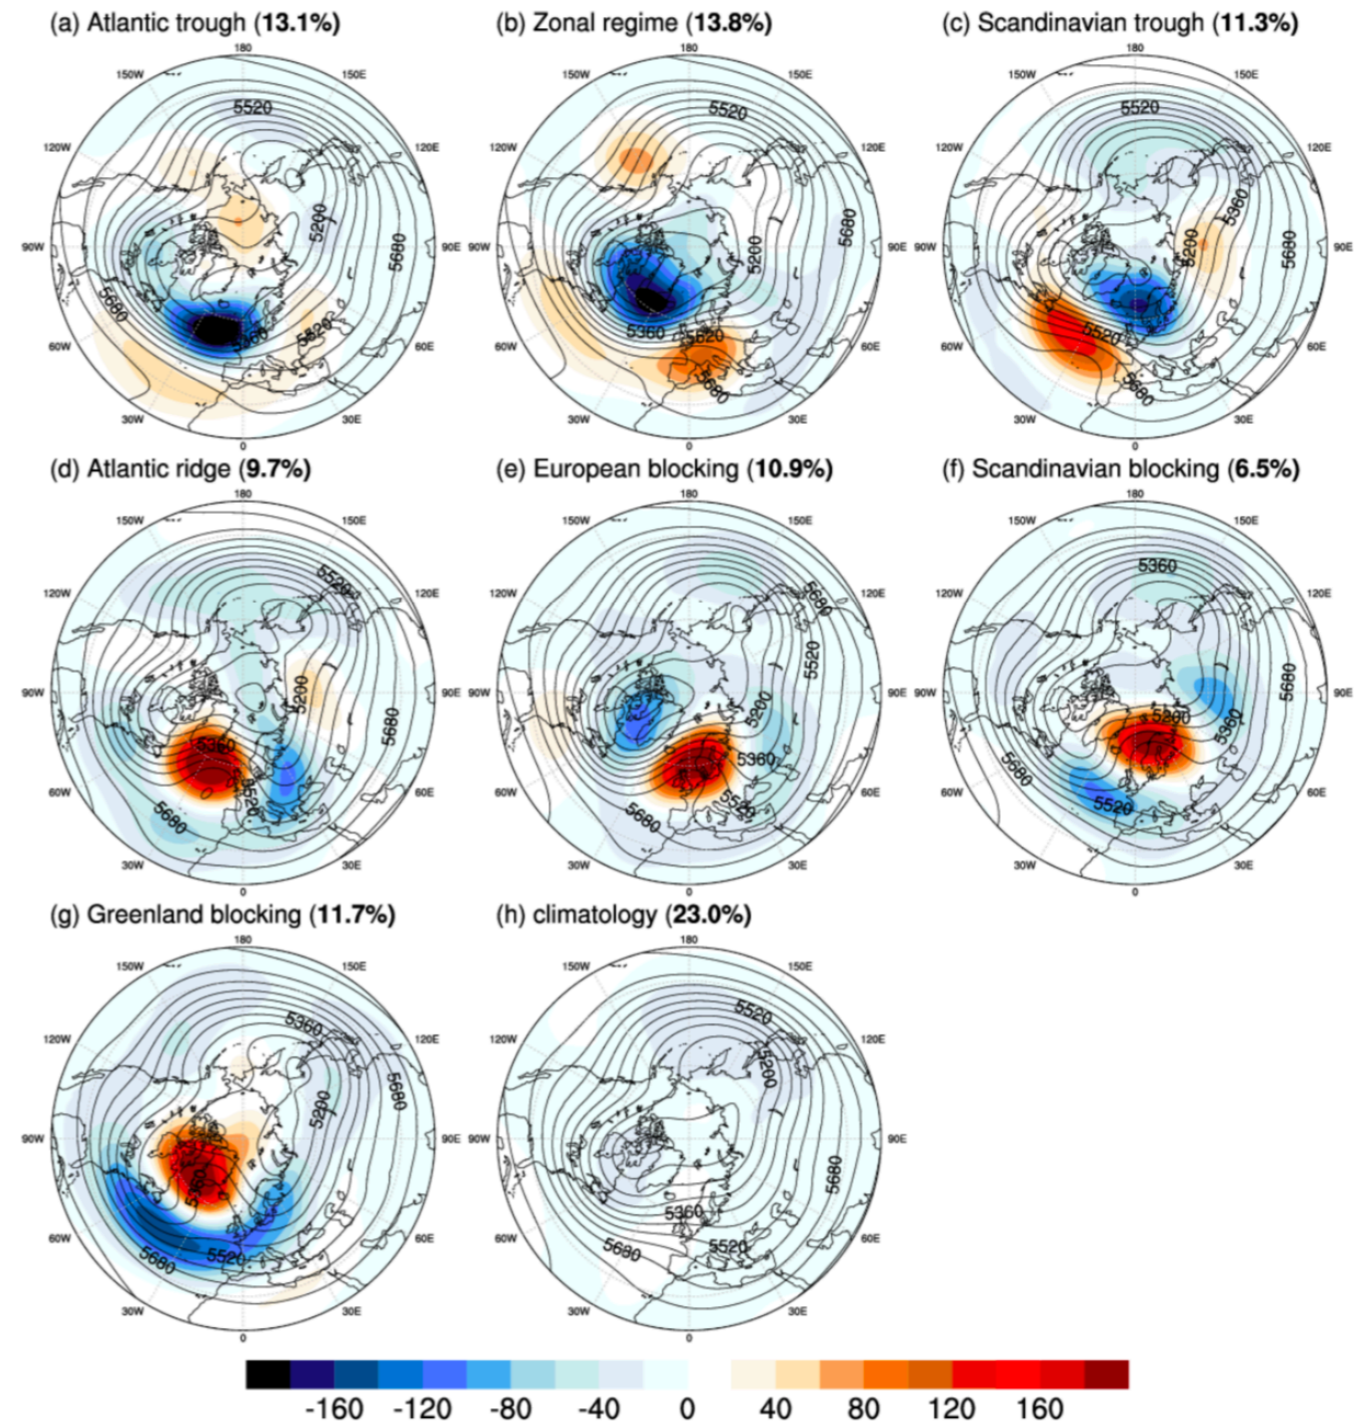 (a) Atlantic trough (13.1%)
(b) Zonal regime (13.8%)
(c) Scandinavian trough (11.3%)
180 180 180
150W 150E 150W 150E 150W 150E
5520 5520 5520
120W 120E 120W 120E 120W 120E
5200 5680 5200 5680 5200 5360 5680
90W 90E 90W 90E 90W 90E
5680 5360 5520 5360 5520 5680 5520 5680
60W 60E 60W 60E 60W 60E
30W 30E 30W 30E 30W 30E
0 0 0
(d) Atlantic ridge (9.7%)
(e) European blocking (10.9%)
(f) Scandinavian blocking (6.5%)
180 180 180
150W 150E 150W 150E 150W 150E
5520 5680 5360
120W 120E 120W 120E 120W 120E
5200 5680 5520 5200 5680
90W 90E 90W 90E 90W 90E
5360 5520 5680 5360 5520 5680 5200 5360 5680 5520
60W 60E 60W 60E 60W 60E
30W 30E 30W 30E 30W 30E
0 0 0
(g) Greenland blocking (11.7%)
(h) climatology (23.0%)
180 180
150W 150E 150W 150E
5360 5520
120W 120E 120W 120E
5200 5680 5200 5680
90W 90E 90W 90E
5360 5680 5520 5360 5680 5520
60W 60E 60W 60E
30W 30E 30W 30E
0 0
-160 -120 -80 -40 0 40 80 120 160